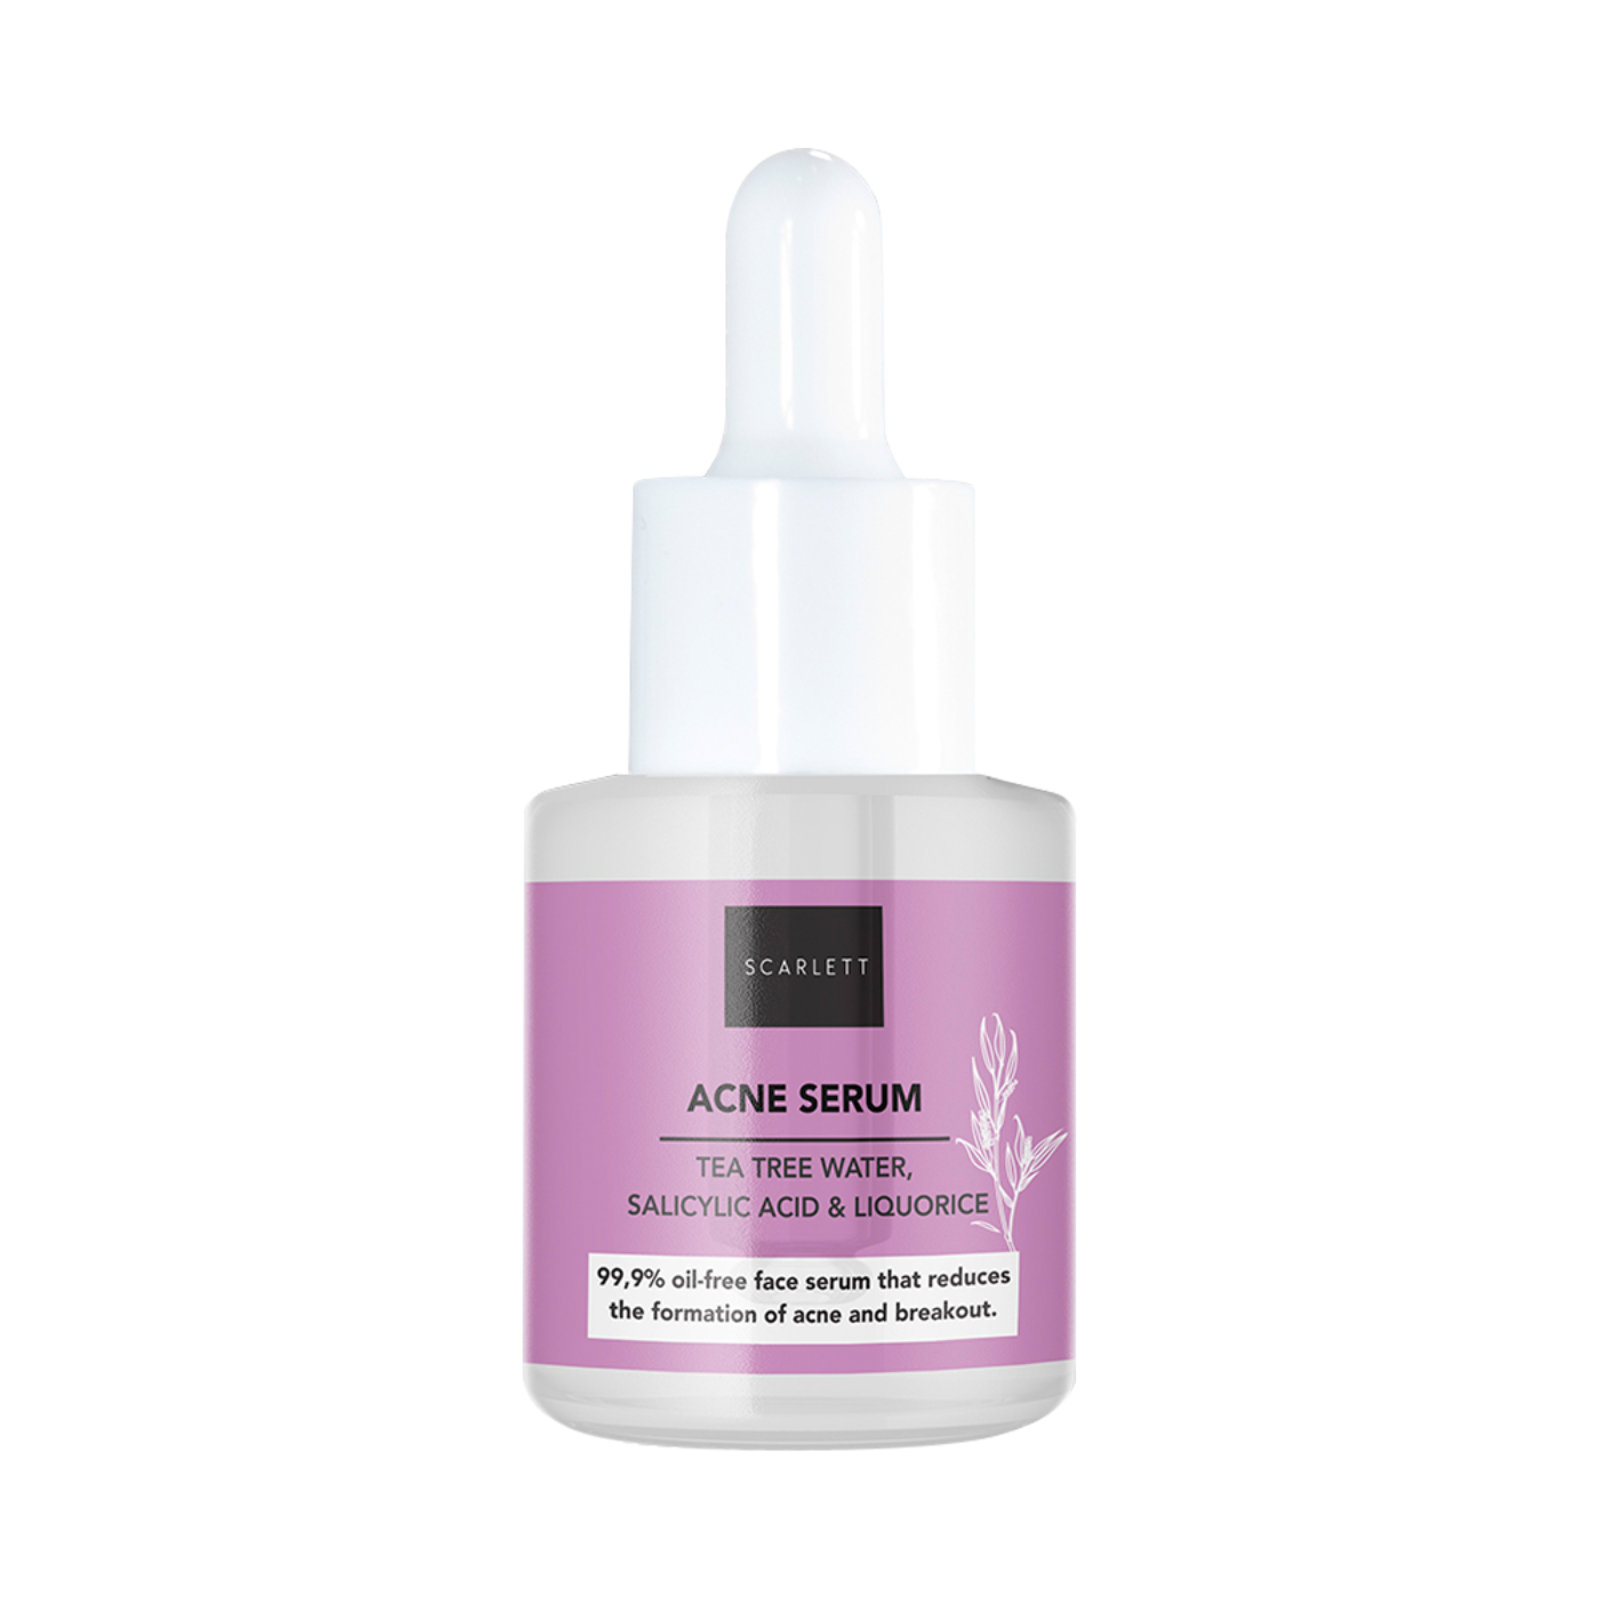 SCARLETT
ACNE SERUM
TEA TREE WATER,
SALICYLIC ACID & LIQUORICE
99,9% oil-free face serum that reduces
the formation of acne and breakout.